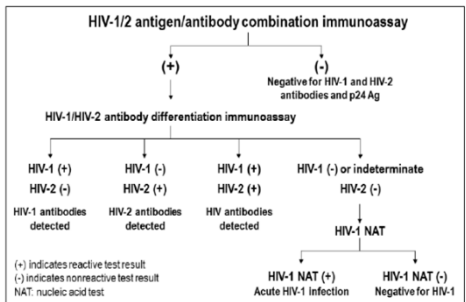 HIV-1/2 antigen/antibody combination immunoassay
(+) (-)
Negative for HIV-1 and HIV-2
antibodies and p24 Ag
HIV-1/HIV-2 antibody differentiation immunoassay
HIV-1 (+) HIV-1 (-) HIV-1 (+) HIV-1 (-) or indeterminate
HIV-2 (-) HIV-2 (+) HIV-2 (+) HIV-2 (-)
HIV-1 antibodies HIV-2 antibodies HIV antibodies
detected detected detected
HIV-1 NAT
(+) indicates reactive test result
(-) indicates nonreactive test result
NAT: nucleic acid test
HIV-1 NAT (+) HIV-1 NAT (-)
Acute HIV-1 infection Negative for HIV-1